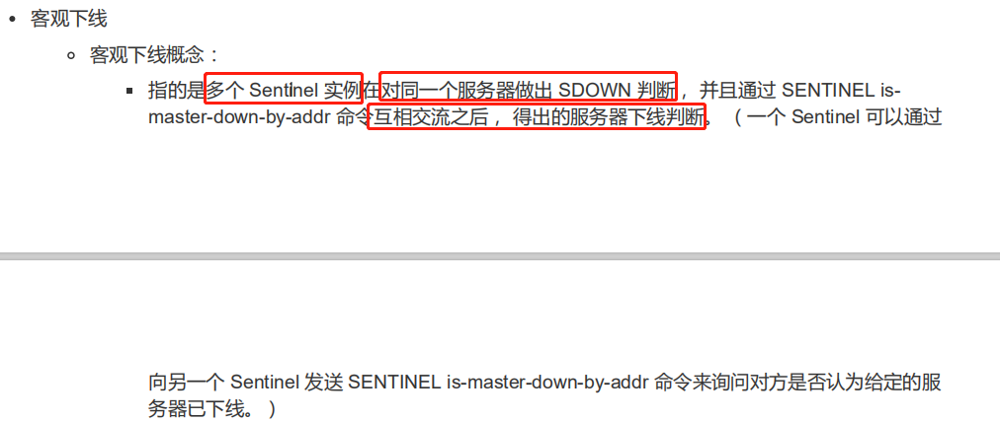 客观下线
客观下线概念：
指的是多个 Sentinel 实例在对同一个服务器做出 SDOWN 判断，并且通过 SENTINEL is-
master-down-by-addr 命令互相交流之后，得出的服务器下线判断。（一个 Sentinel 可以通过
向另一个 Sentinel 发送 SENTINEL is-master-down-by-addr 命令来询问对方是否认为给定的服
务器已下线。）